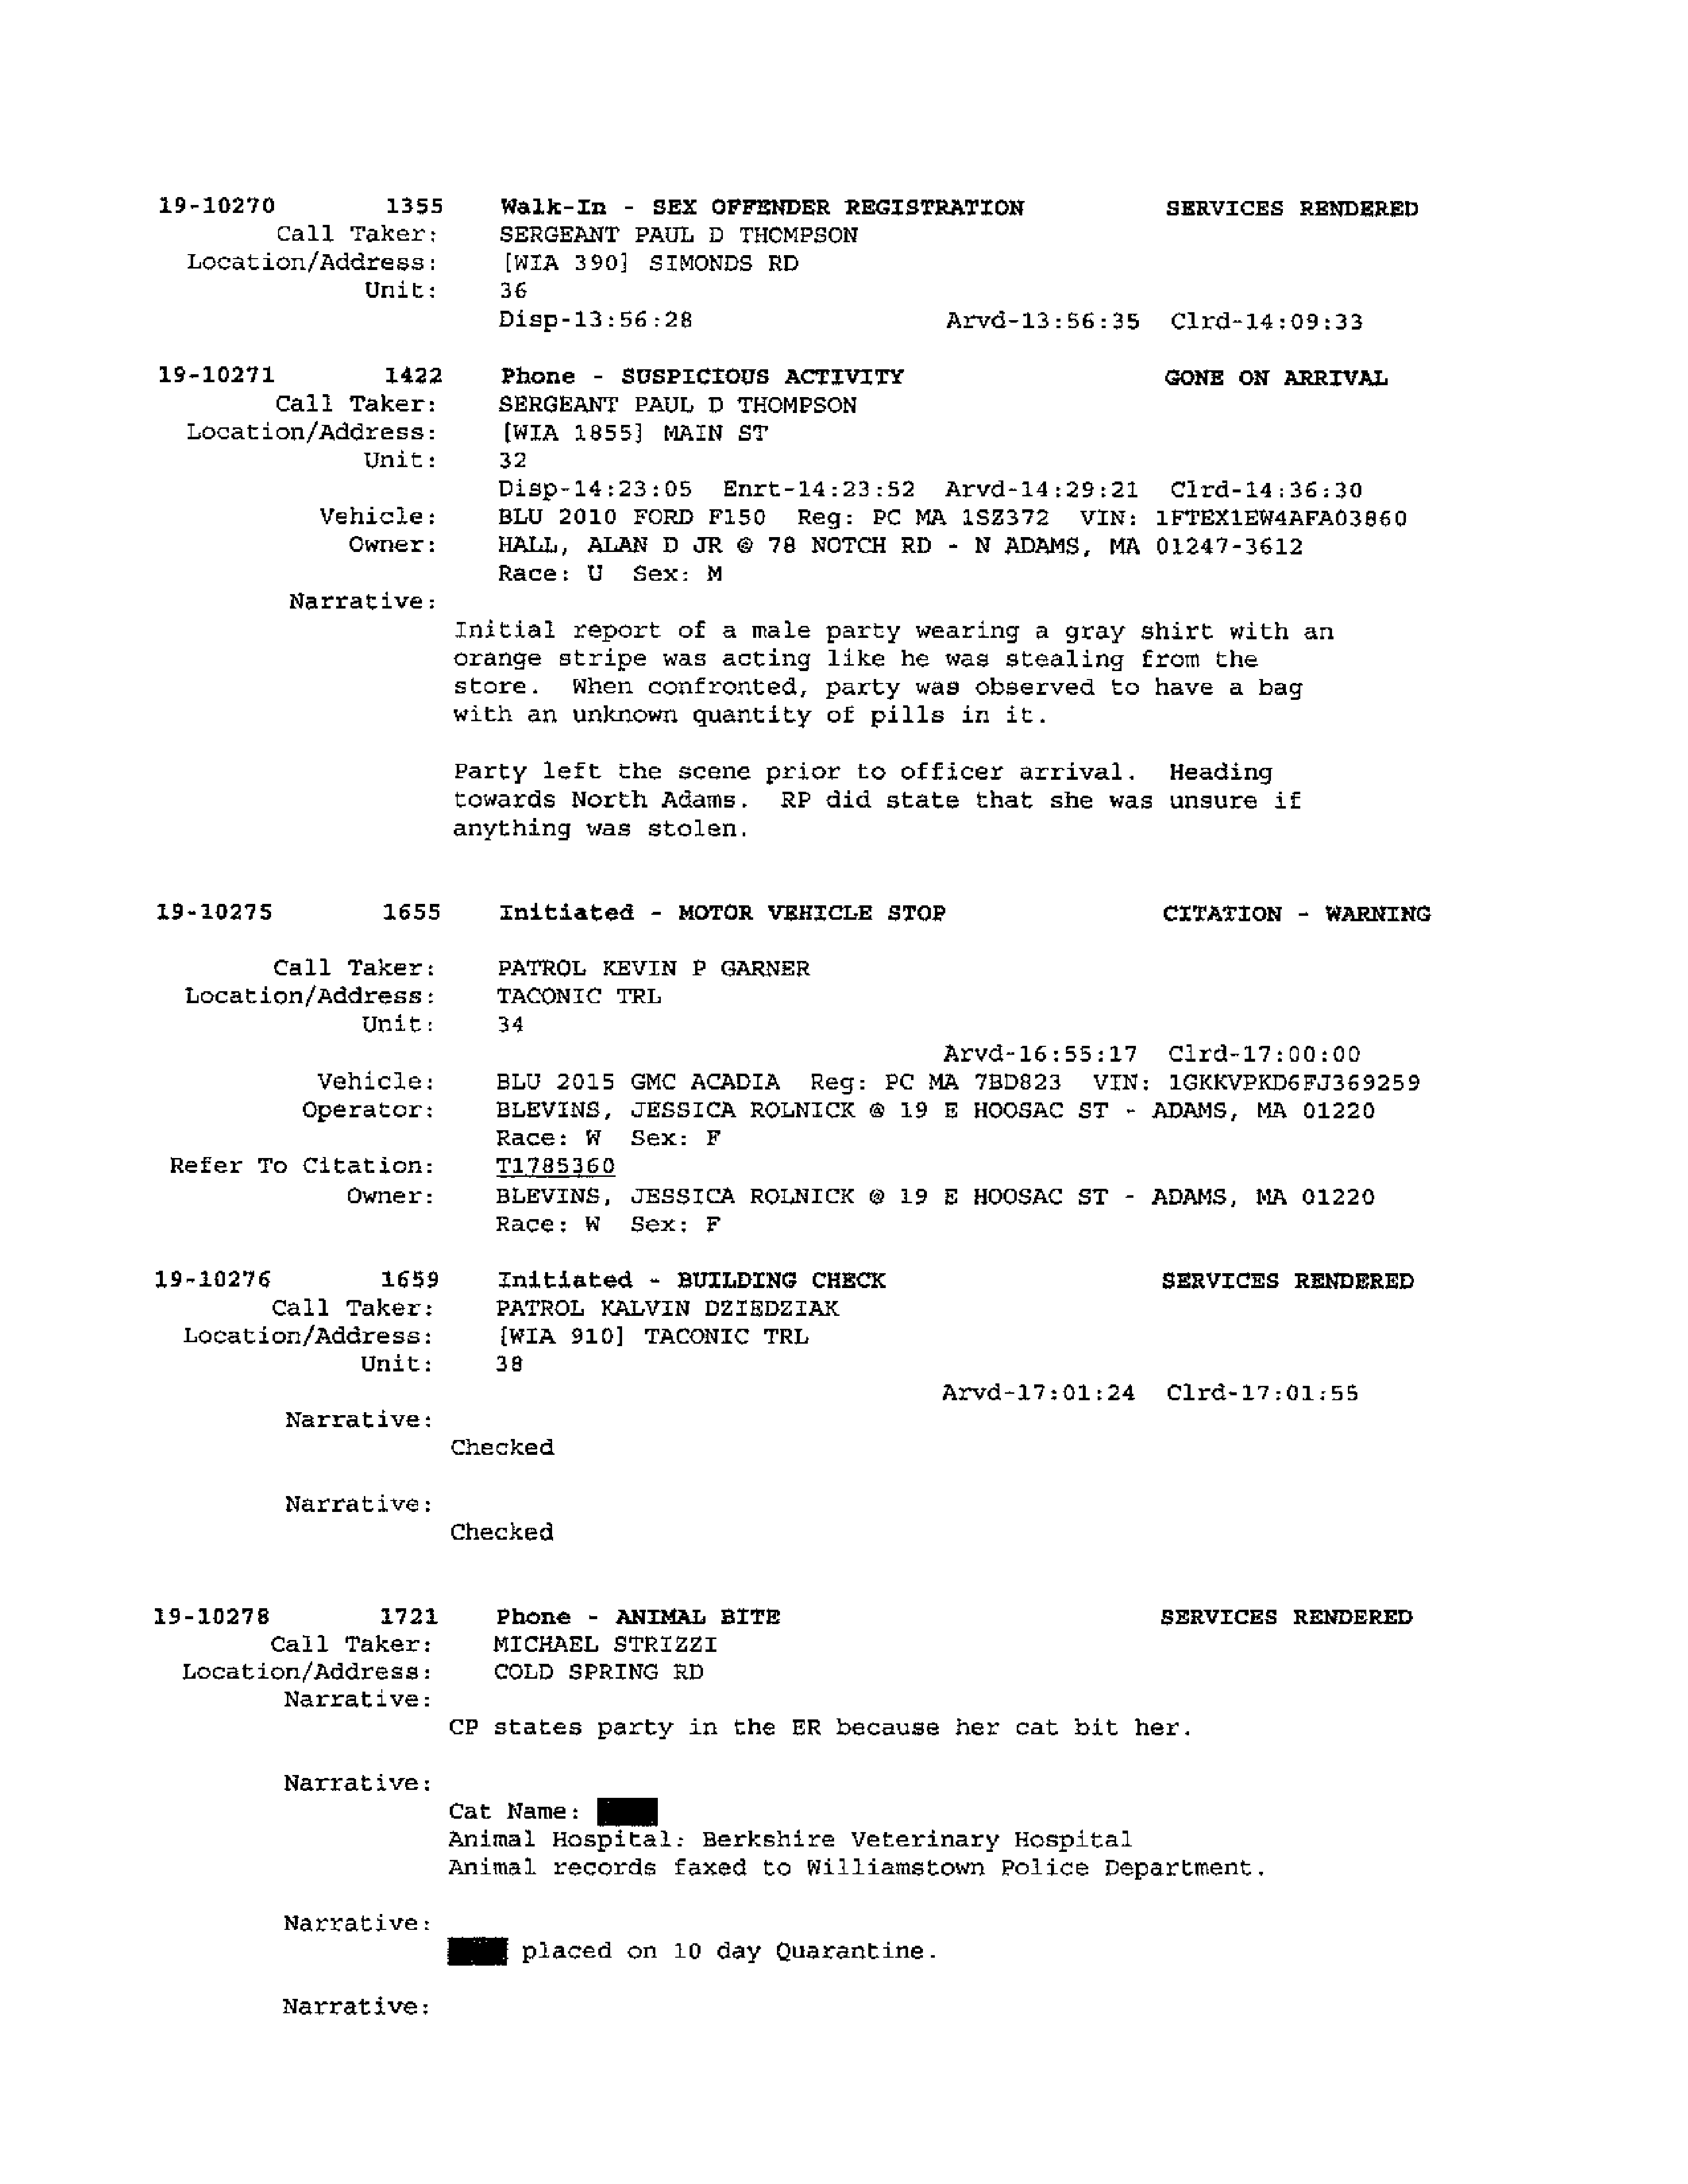 19-10270 1355 Walk-In - SEX OFFENDER REGISTRATION SERVICES RENDERED
Call Taker: SERGEANT PAUL D THOMPSON
Location/Address: [WIA 390] SIMONDS RD
Unit: 36
Disp-13:56:28 Arvd-13:56:35 Clrd-14:09:33
19-10271 1422 Phone - SUSPICIOUS ACTIVITY GONE ON ARRIVAL
Call Taker: SERGEANT PAUL D THOMPSON
Location/Address: [WIA 1855] MAIN ST
Unit: 32
Disp-14:23:05 Enrt-14:23:52 Arvd-14:29:21 Clrd-14:36:30
Vehicle: BLU 2010 FORD F150 Reg: PC MA 1SZ372 VIN: 1FTEX1EW4AFA03860
Owner: HALL, ALAN D JR @ 78 NOTCH RD - N ADAMS, MA 01247-3612
Race: U Sex: M
Narrative:
Initial report of a male party wearing a gray shirt with an
orange stripe was acting like he was stealing from the
store. When confronted, party was observed to have a bag
with an unknown quantity of pills in it.
Party left the scene prior to officer arrival. Heading
towards North Adams. RP did state that she was unsure if
anything was stolen.
19-10275 1655 Initiated - MOTOR VEHICLE STOP CITATION - WARNING
Call Taker: PATROL KEVIN P GARNER
Location/Address: TACONIC TRL
Unit: 34
Arvd-16:55:17 Clrd-17:00:00
Vehicle: BLU 2015 GMC ACADIA Reg: PC MA 7BD823 VIN: 1GKKVPKD6FJ369259
Operator: BLEVINS, JESSICA ROLNICK @ 19 E HOOSAC ST - ADAMS, MA 01220
Race: W Sex: F
Refer To Citation: T1785360
Owner: BLEVINS, JESSICA ROLNICK @ 19 E HOOSAC ST - ADAMS, MA 01220
Race: W Sex: F
19-10276 1659 Initiated - BUILDING CHECK SERVICES RENDERED
Call Taker: PATROL KALVIN DZIEDZIAK
Location/Address: [WIA 910] TACONIC TRL
Unit: 38
Arvd-17:01:24 Clrd-17:01:55
Narrative:
Checked
Narrative:
Checked
19-10278 1721 Phone - ANIMAL BITE SERVICES RENDERED
Call Taker: MICHAEL STRIZZI
Location/Address: COLD SPRING RD
Narrative:
CP states party in the ER because her cat bit her.
Narrative:
Cat Name:
Animal Hospital: Berkshire Veterinary Hospital
Animal records faxed to Williamstown Police Department.
Narrative:
placed on 10 day Quarantine.
Narrative: